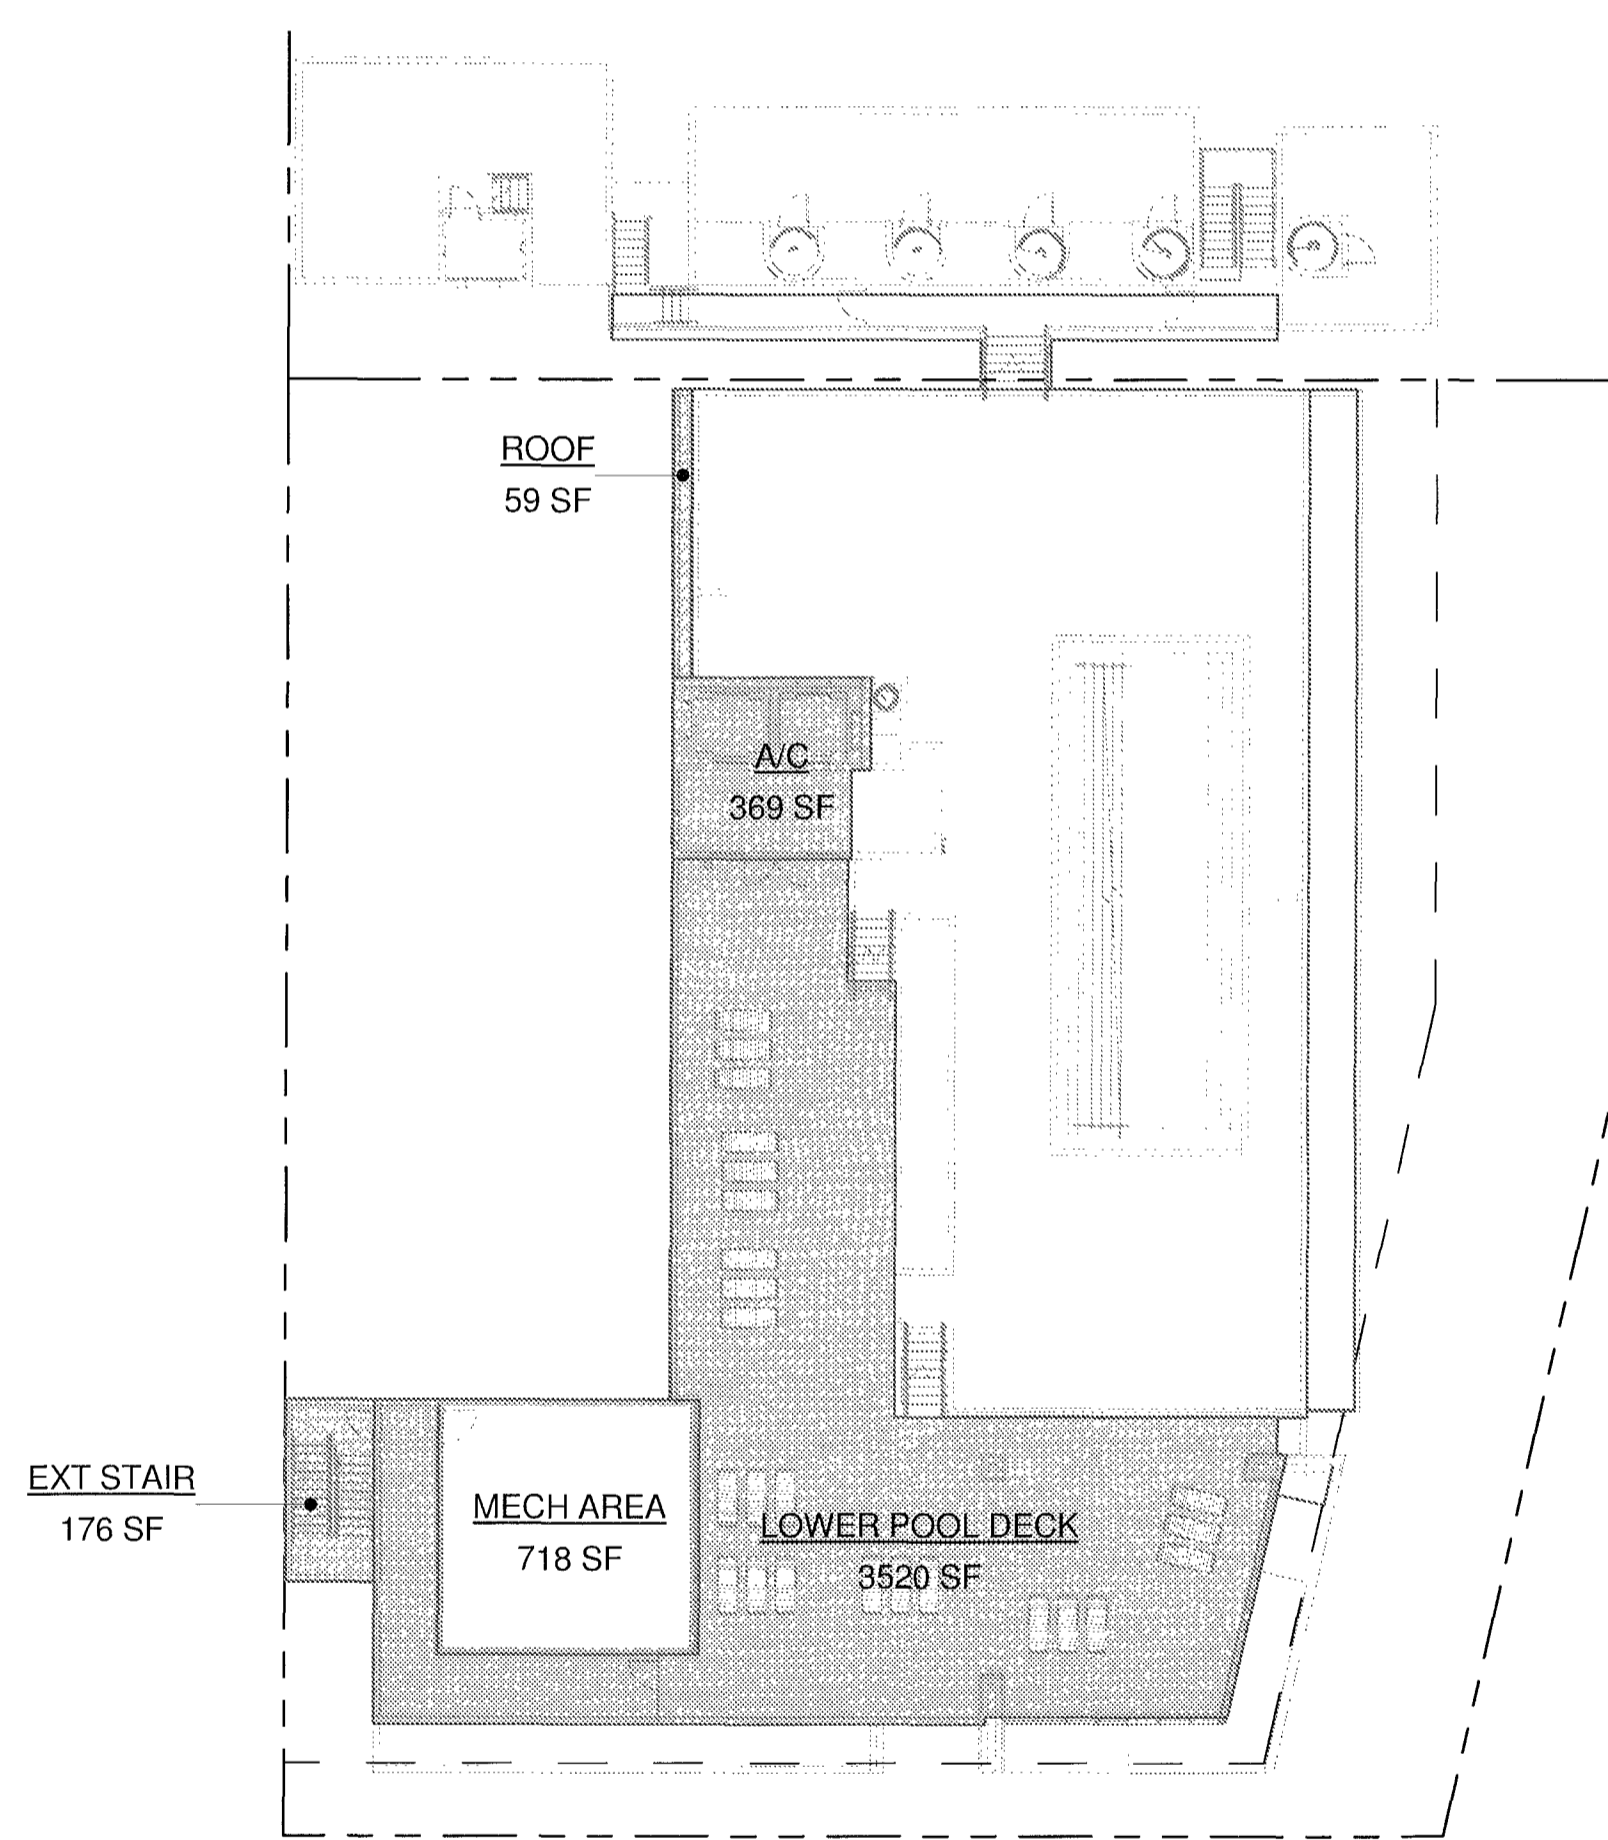 ROOF
59 SF
A/C
369 SF
EXT STAIR
176 SF
MECH AREA
718 SF
LOWER POOL DECK
3520 SF